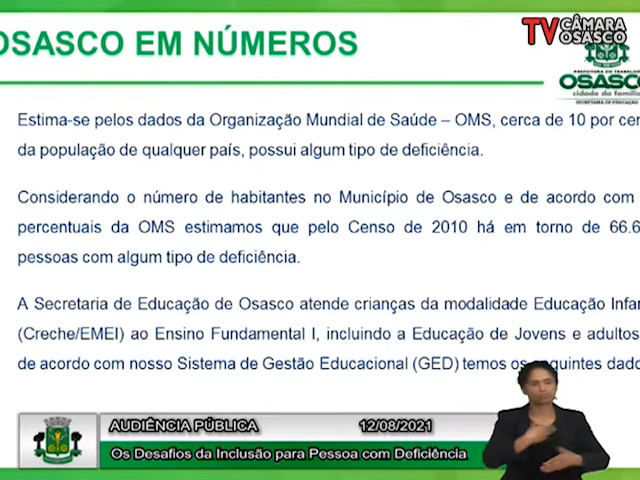 OSASCO EM NÚMEROS
TV CÂMARA
OSASCO
PREFEITURA DO TRABALHO
OSASCO
cidade da família
SECRETARIA DE EDUCAÇÃO
Estima-se pelos dados da Organização Mundial de Saúde – OMS, cerca de 10 por cen
da população de qualquer país, possui algum tipo de deficiência.
Considerando o número de habitantes no Município de Osasco e de acordo com
percentuais da OMS estimamos que pelo Censo de 2010 há em torno de 66.6
pessoas com algum tipo de deficiência.
A Secretaria de Educação de Osasco atende crianças da modalidade Educação Infan
(Creche/EMEI) ao Ensino Fundamental I, incluindo a Educação de Jovens e adultos
de acordo com nosso Sistema de Gestão Educacional (GED) temos os seguintes dado
AUDIÊNCIA PÚBLICA 12/08/2021
Os Desafios da Inclusão para Pessoa com Deficiência